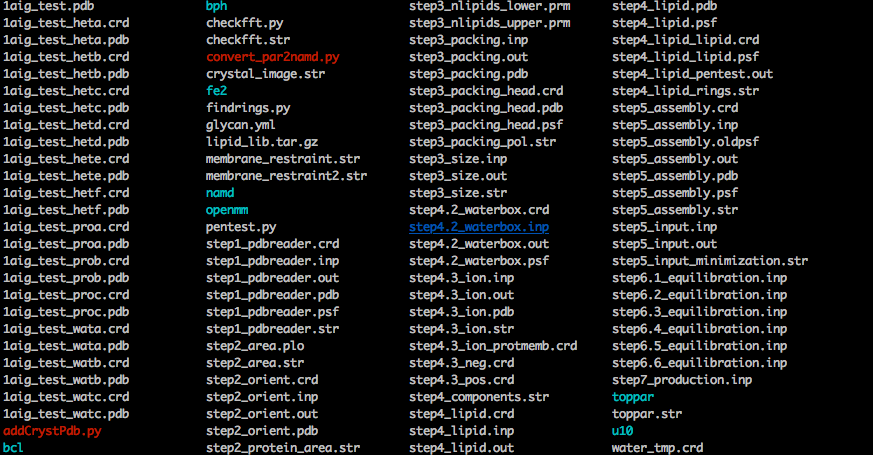 1aig_test.pdb bph step3_nlipids_lower.prm step4_lipid.pdb
1aig_test_heta.crd checkfft.py step3_nlipids_upper.prm step4_lipid.psf
1aig_test_heta.pdb checkfft.str step3_packing.inp step4_lipid_lipid.crd
1aig_test_hetb.crd convert_par2namd.py step3_packing.out step4_lipid_lipid.psf
1aig_test_hetb.pdb crystal_image.str step3_packing.pdb step4_lipid_pentest.out
1aig_test_hetc.crd fe2 step3_packing_head.crd step4_lipid_rings.str
1aig_test_hetc.pdb findrings.py step3_packing_head.pdb step5_assembly.crd
1aig_test_hetd.crd glycan.yml step3_packing_head.psf step5_assembly.inp
1aig_test_hetd.pdb lipid_lib.tar.gz step3_packing_pol.str step5_assembly.oldpsf
1aig_test_hete.crd membrane_restraint.str step3_size.inp step5_assembly.out
1aig_test_hete.pdb membrane_restraint2.str step3_size.out step5_assembly.pdb
1aig_test_hetf.crd namd step3_size.str step5_assembly.psf
1aig_test_hetf.pdb openmm step4.2_waterbox.crd step5_assembly.str
1aig_test_proa.crd pentest.py step4.2_waterbox.inp step5_input.inp
1aig_test_proa.pdb step1_pdbreader.crd step4.2_waterbox.out step5_input.out
1aig_test_prob.crd step1_pdbreader.inp step4.2_waterbox.psf step5_input_minimization.str
1aig_test_prob.pdb step1_pdbreader.out step4.3_ion.inp step6.1_equilibration.inp
1aig_test_proc.crd step1_pdbreader.pdb step4.3_ion.out step6.2_equilibration.inp
1aig_test_proc.pdb step1_pdbreader.psf step4.3_ion.pdb step6.3_equilibration.inp
1aig_test_wata.crd step1_pdbreader.str step4.3_ion.str step6.4_equilibration.inp
1aig_test_wata.pdb step2_area.plo step4.3_ion_protmemb.crd step6.5_equilibration.inp
1aig_test_watb.crd step2_area.str step4.3_neg.crd step6.6_equilibration.inp
1aig_test_watb.pdb step2_orient.crd step4.3_pos.crd step7_production.inp
1aig_test_watc.crd step2_orient.inp step4_components.str toppar
1aig_test_watc.pdb step2_orient.out step4_lipid.crd toppar.str
addCrystPdb.py step2_orient.pdb step4_lipid.inp u10
bcl step2_protein_area.str step4_lipid.out water_tmp.crd